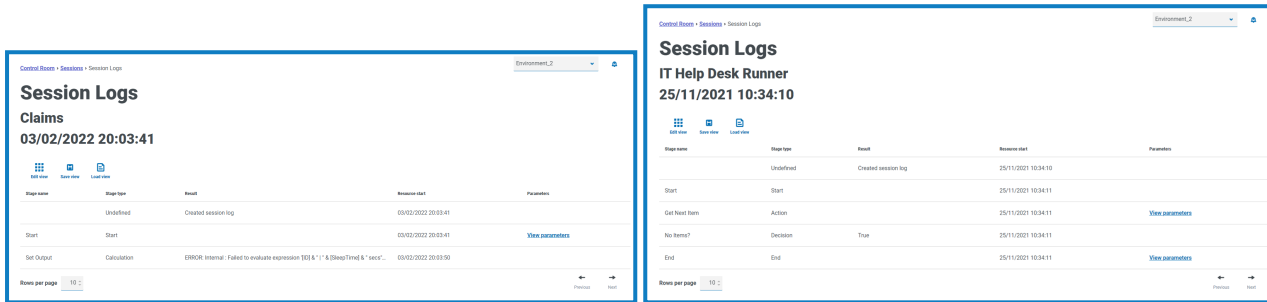 Control Room › Sessions › Session Logs
Environment_2
Session Logs
Claims
03/02/2022 20:03:41
Edit view Save view Load view
Stage name Stage type Result Resource start Parameters
Undefined Created session log 03/02/2022 20:03:41
Start Start 03/02/2022 20:03:41 View parameters
Set Output Calculation ERROR: Internal : Failed to evaluate expression '[ID] & " | " & [SleepTime] & " secs"... 03/02/2022 20:03:50
Rows per page 10
Previous Next
Control Room › Sessions › Session Logs
Environment_2
Session Logs
IT Help Desk Runner
25/11/2021 10:34:10
Edit view Save view Load view
Stage name Stage type Result Resource start Parameters
Undefined Created session log 25/11/2021 10:34:10
Start Start 25/11/2021 10:34:11
Get Next Item Action 25/11/2021 10:34:11 View parameters
No Items? Decision True 25/11/2021 10:34:11
End End 25/11/2021 10:34:11 View parameters
Rows per page 10
Previous Next